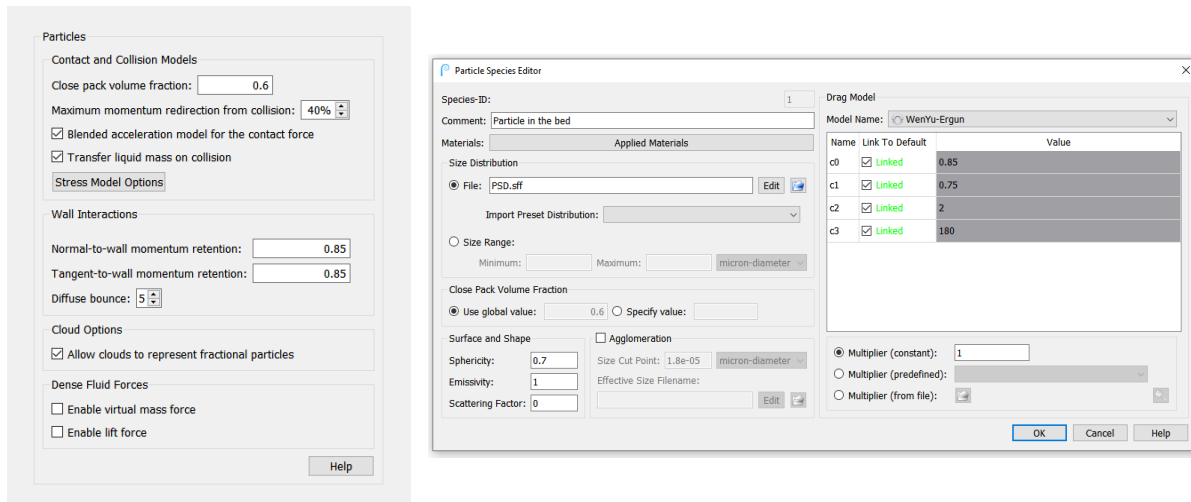 Particles
Contact and Collision Models
Close pack volume fraction: 0.6
Maximum momentum redirection from collision: 40%
Blended acceleration model for the contact force
Transfer liquid mass on collision
Stress Model Options
Wall Interactions
Normal-to-wall momentum retention: 0.85
Tangent-to-wall momentum retention: 0.85
Diffuse bounce: 5
Cloud Options
Allow clouds to represent fractional particles
Dense Fluid Forces
Enable virtual mass force
Enable lift force
Help
Particle Species Editor
Species-ID: 1
Comment: Particle in the bed
Materials: Applied Materials
Size Distribution
File: PSD.sff Edit
Import Preset Distribution:
Size Range:
Minimum: Maximum: micron-diameter
Close Pack Volume Fraction
Use global value: 0.6 Specify value:
Surface and Shape
Sphericity: 0.7
Emissivity: 1
Scattering Factor: 0
Agglomeration
Size Cut Point: 1.8e-05 micron-diameter
Effective Size Filename:
Edit
Drag Model
Model Name: WenYu-Ergun
Name Link To Default Value
c0 Linked 0.85
c1 Linked 0.75
c2 Linked 2
c3 Linked 180
Multiplier (constant): 1
Multiplier (predefined):
Multiplier (from file):
OK Cancel Help